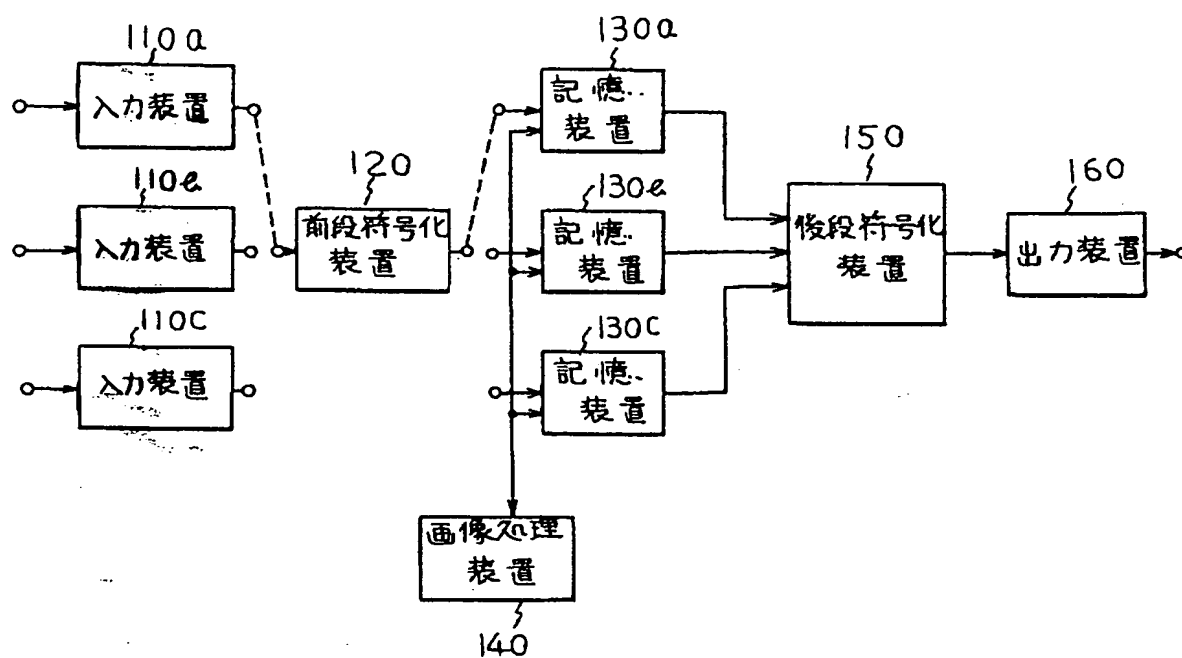 110a
入力装置
110e
入力装置
110c
入力装置
120
前段符号化
装置
130a
記憶
装置
130e
記憶
装置
130c
記憶
装置
画像処理
装置
140
150
後段符号化
装置
160
出力装置